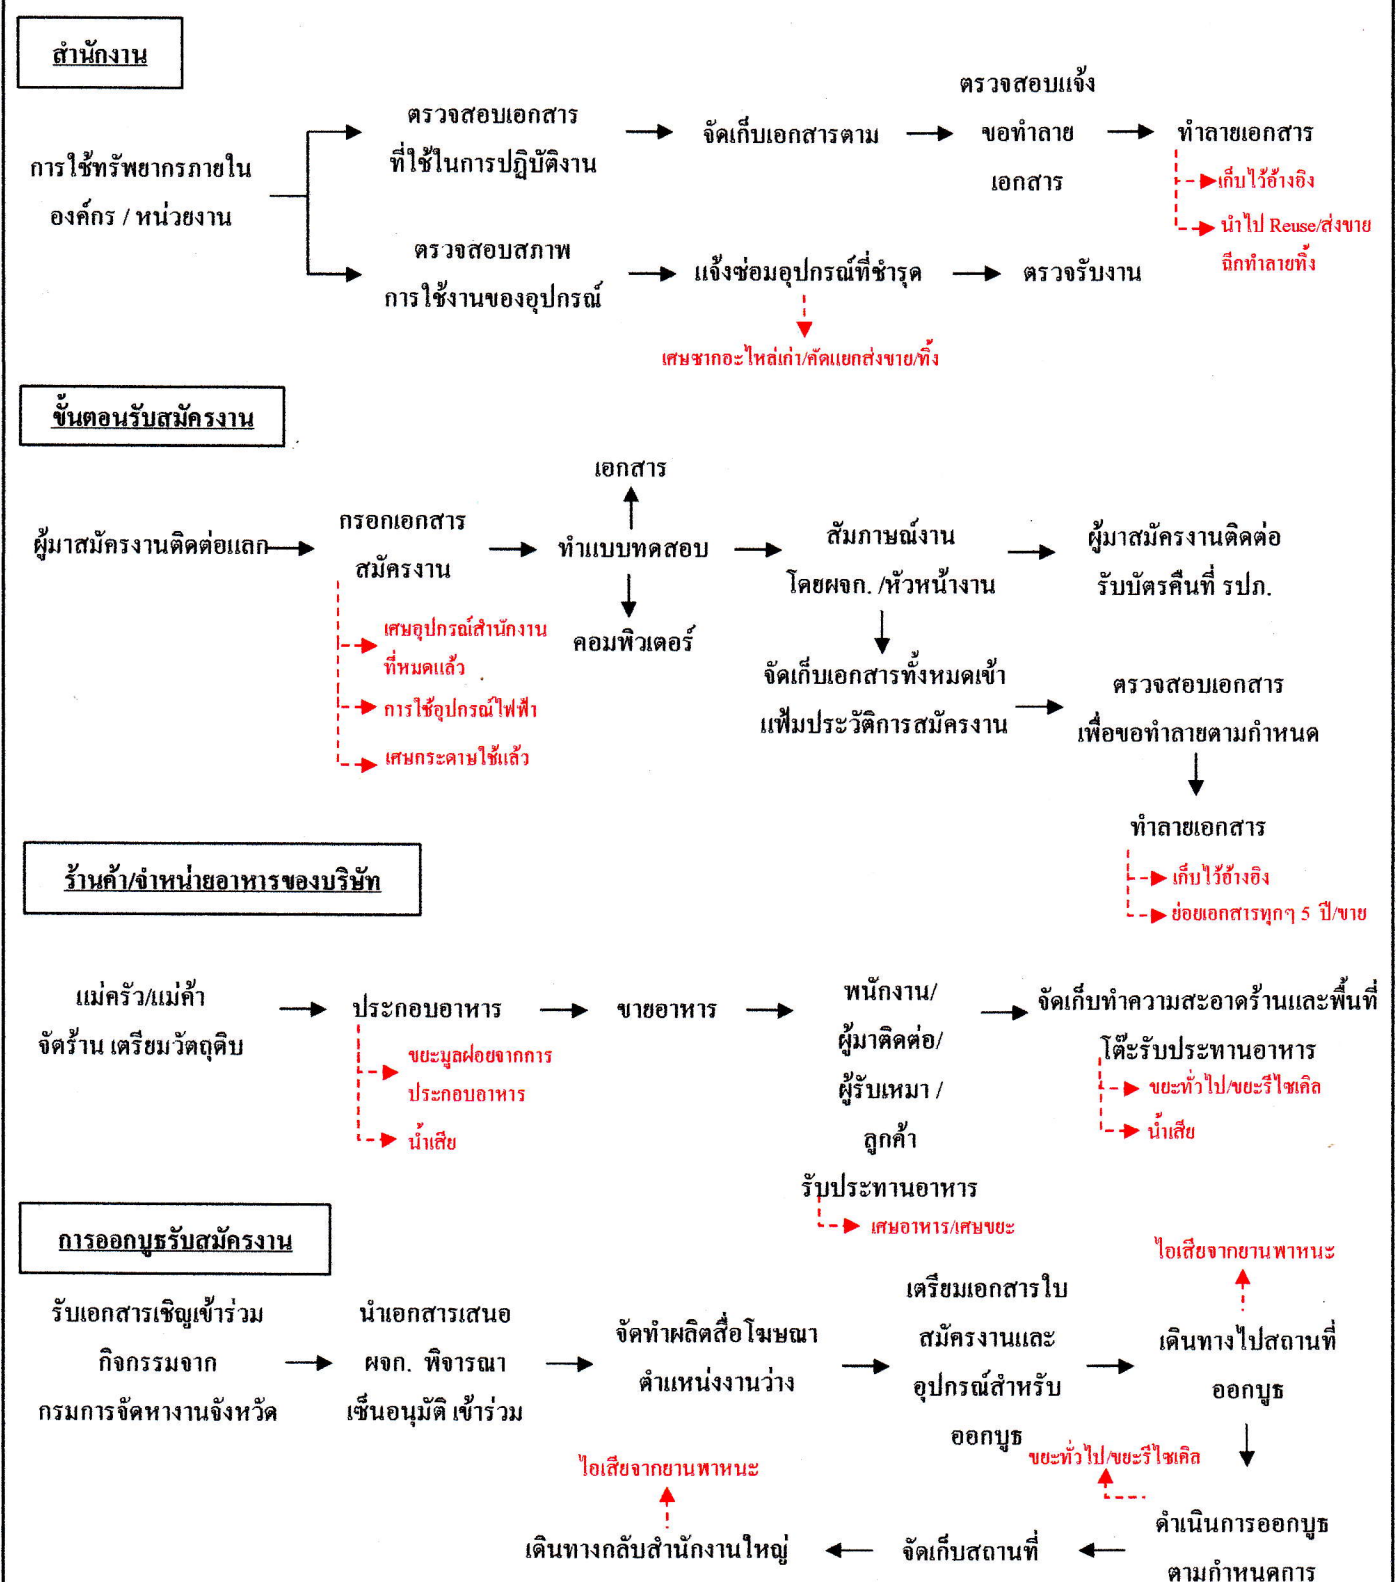 สำนักงาน
การใช้ทรัพยากรภายใน
องค์กร / หน่วยงาน
ตรวจสอบเอกสาร
ที่ใช้ในการปฏิบัติงาน
จัดเก็บเอกสารตาม
ตรวจสอบแจ้ง
ขอทำลาย
เอกสาร
ทำลายเอกสาร
เก็บไว้อ้างอิง
นำไป Reuse/ส่งขาย
ฉีกทำลายทิ้ง
ตรวจสอบสภาพ
การใช้งานของอุปกรณ์
แจ้งซ่อมอุปกรณ์ที่ชำรุด
ตรวจรับงาน
เศษซากอะไหล่เก่า/คัดแยกส่งขาย/ทิ้ง
ขั้นตอนรับสมัครงาน
ผู้มาสมัครงานติดต่อแลก
กรอกเอกสาร
สมัครงาน
เศษอุปกรณ์สำนักงาน
ที่หมดแล้ว
การใช้อุปกรณ์ไฟฟ้า
เศษกระดาษใช้แล้ว
เอกสาร
ทำแบบทดสอบ
คอมพิวเตอร์
สัมภาษณ์งาน
โดยผจก. /หัวหน้างาน
ผู้มาสมัครงานติดต่อ
รับบัตรคืนที่ รปภ.
จัดเก็บเอกสารทั้งหมดเข้า
แฟ้มประวัติการสมัครงาน
ตรวจสอบเอกสาร
เพื่อขอทำลายตามกำหนด
ทำลายเอกสาร
เก็บไว้อ้างอิง
ย่อยเอกสารทุกๆ 5 ปี/ขาย
ร้านค้า/จำหน่ายอาหารของบริษัท
แม่ครัว/แม่ค้า
จัดร้าน เตรียมวัตถุดิบ
ประกอบอาหาร
ขยะมูลฝอยจากการ
ประกอบอาหาร
น้ำเสีย
ขายอาหาร
พนักงาน/
ผู้มาติดต่อ/
ผู้รับเหมา /
ลูกค้า
รับประทานอาหาร
เศษอาหาร/เศษขยะ
จัดเก็บทำความสะอาดร้านและพื้นที่
โต๊ะรับประทานอาหาร
ขยะทั่วไป/ขยะรีไซเคิล
น้ำเสีย
การออกบูธรับสมัครงาน
รับเอกสารเชิญเข้าร่วม
กิจกรรมจาก
กรมการจัดหางานจังหวัด
นำเอกสารเสนอ
ผจก. พิจารณา
เซ็นอนุมัติ เข้าร่วม
จัดทำผลิตสื่อโฆษณา
ตำแหน่งงานว่าง
เตรียมเอกสารใบ
สมัครงานและ
อุปกรณ์สำหรับ
ออกบูธ
ไอเสียจากยานพาหนะ
เดินทางไปสถานที่
ออกบูธ
ขยะทั่วไป/ขยะรีไซเคิล
ดำเนินการออกบูธ
ตามกำหนดการ
จัดเก็บสถานที่
ไอเสียจากยานพาหนะ
เดินทางกลับสำนักงานใหญ่